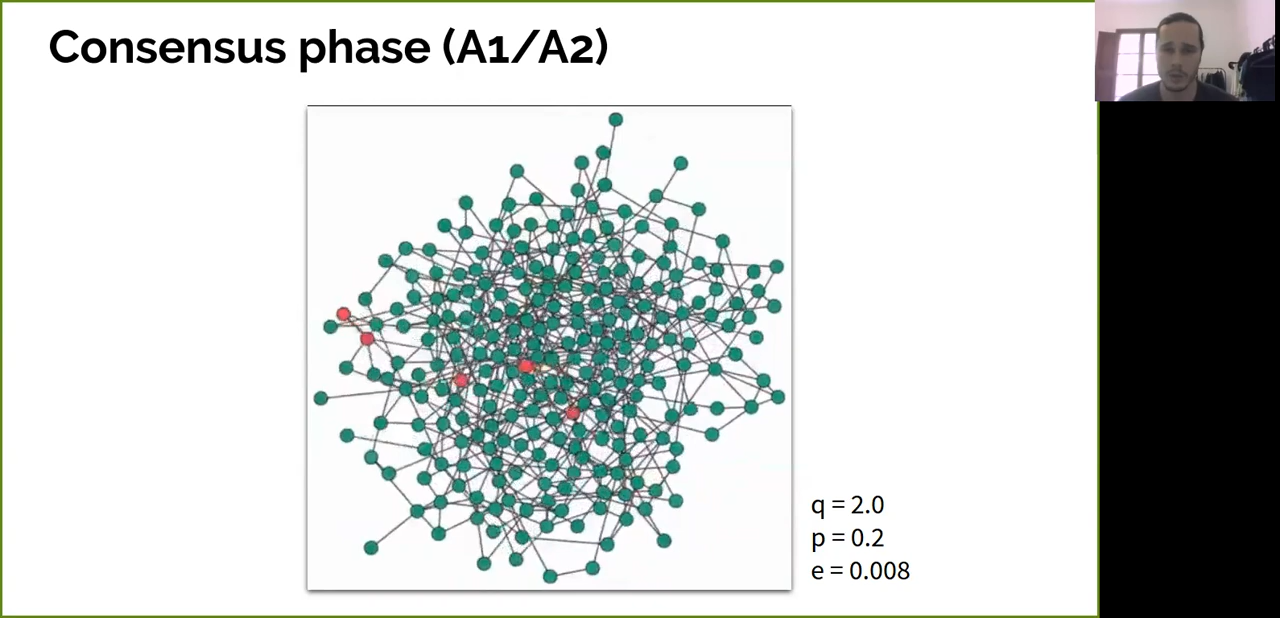 Consensus phase (A1/A2)
q = 2.0
p = 0.2
e = 0.008